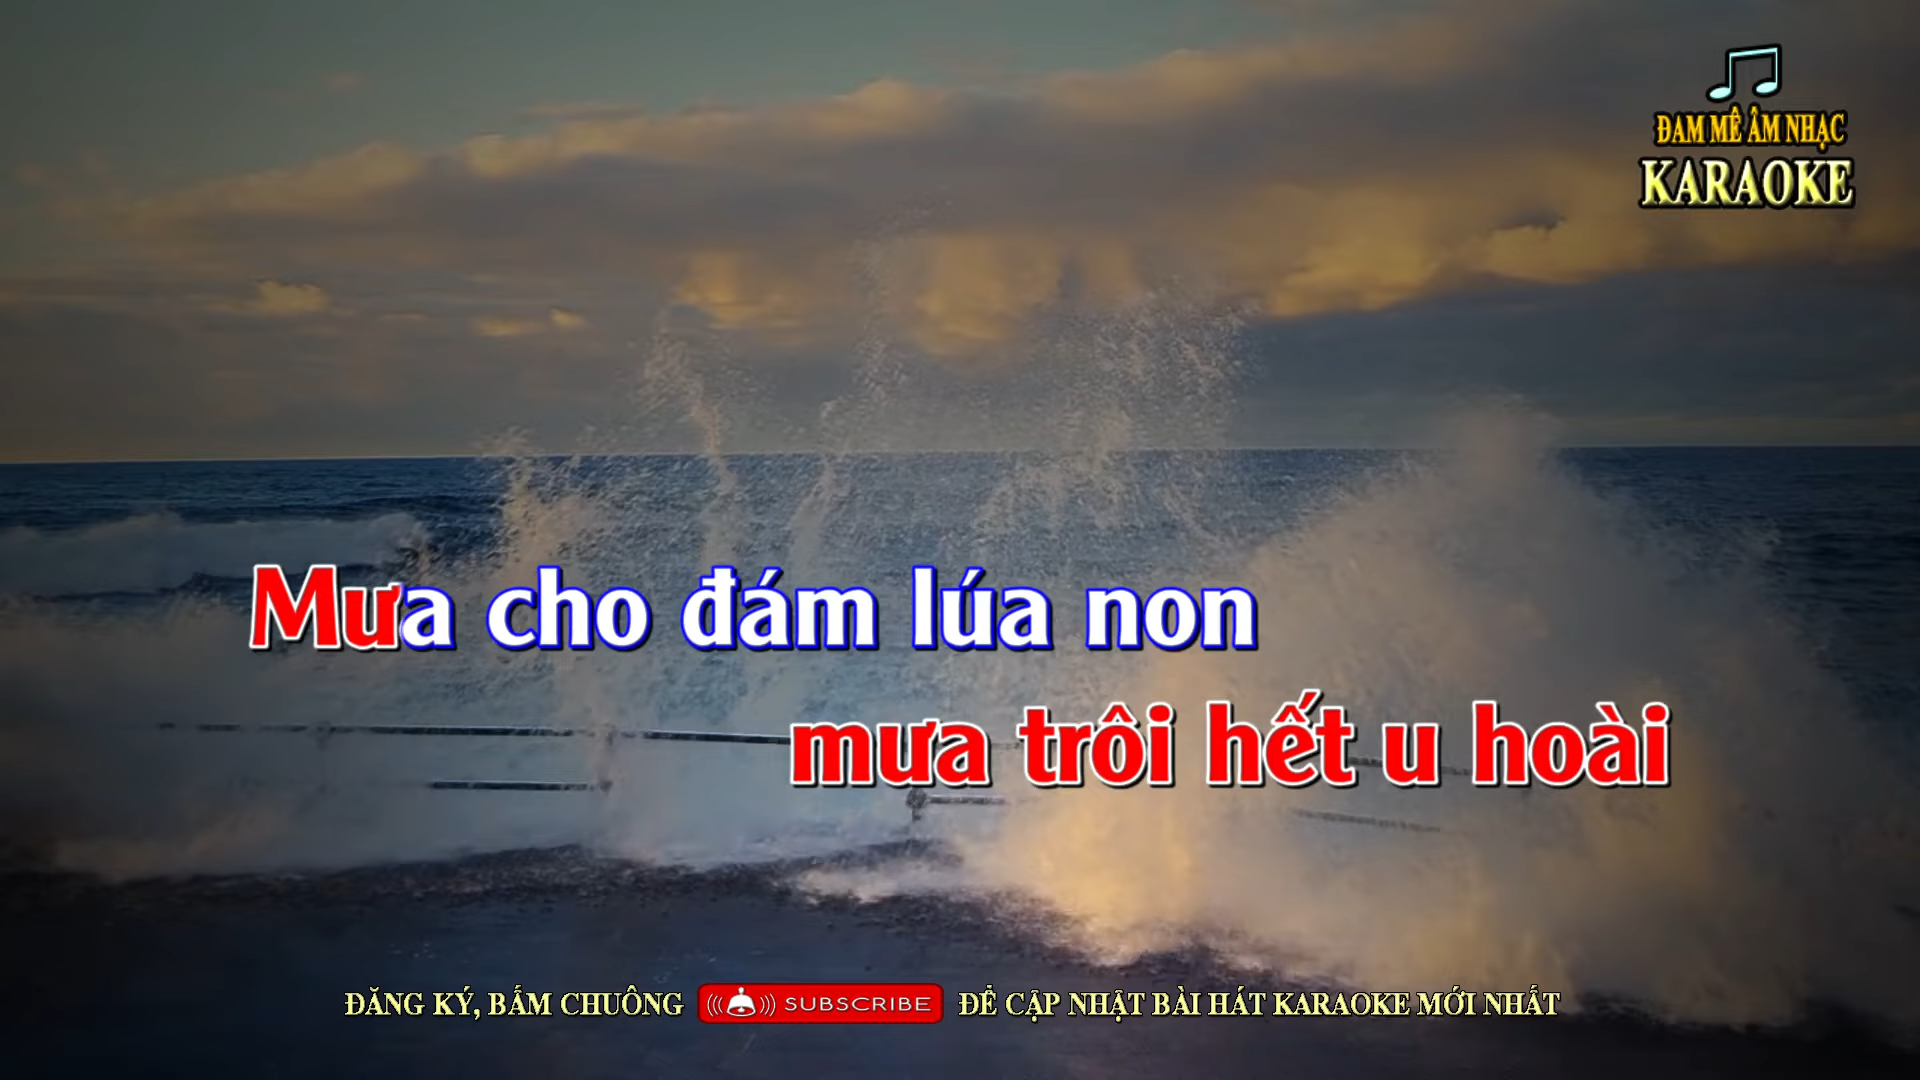 ĐAM MÊ ÂM NHẠC
KARAOKE
Mưa cho đám lúa non
mưa trôi hết u hoài
ĐĂNG KÝ, BẤM CHUÔNG SUBSCRIBE ĐỂ CẬP NHẬT BÀI HÁT KARAOKE MỚI NHẤT